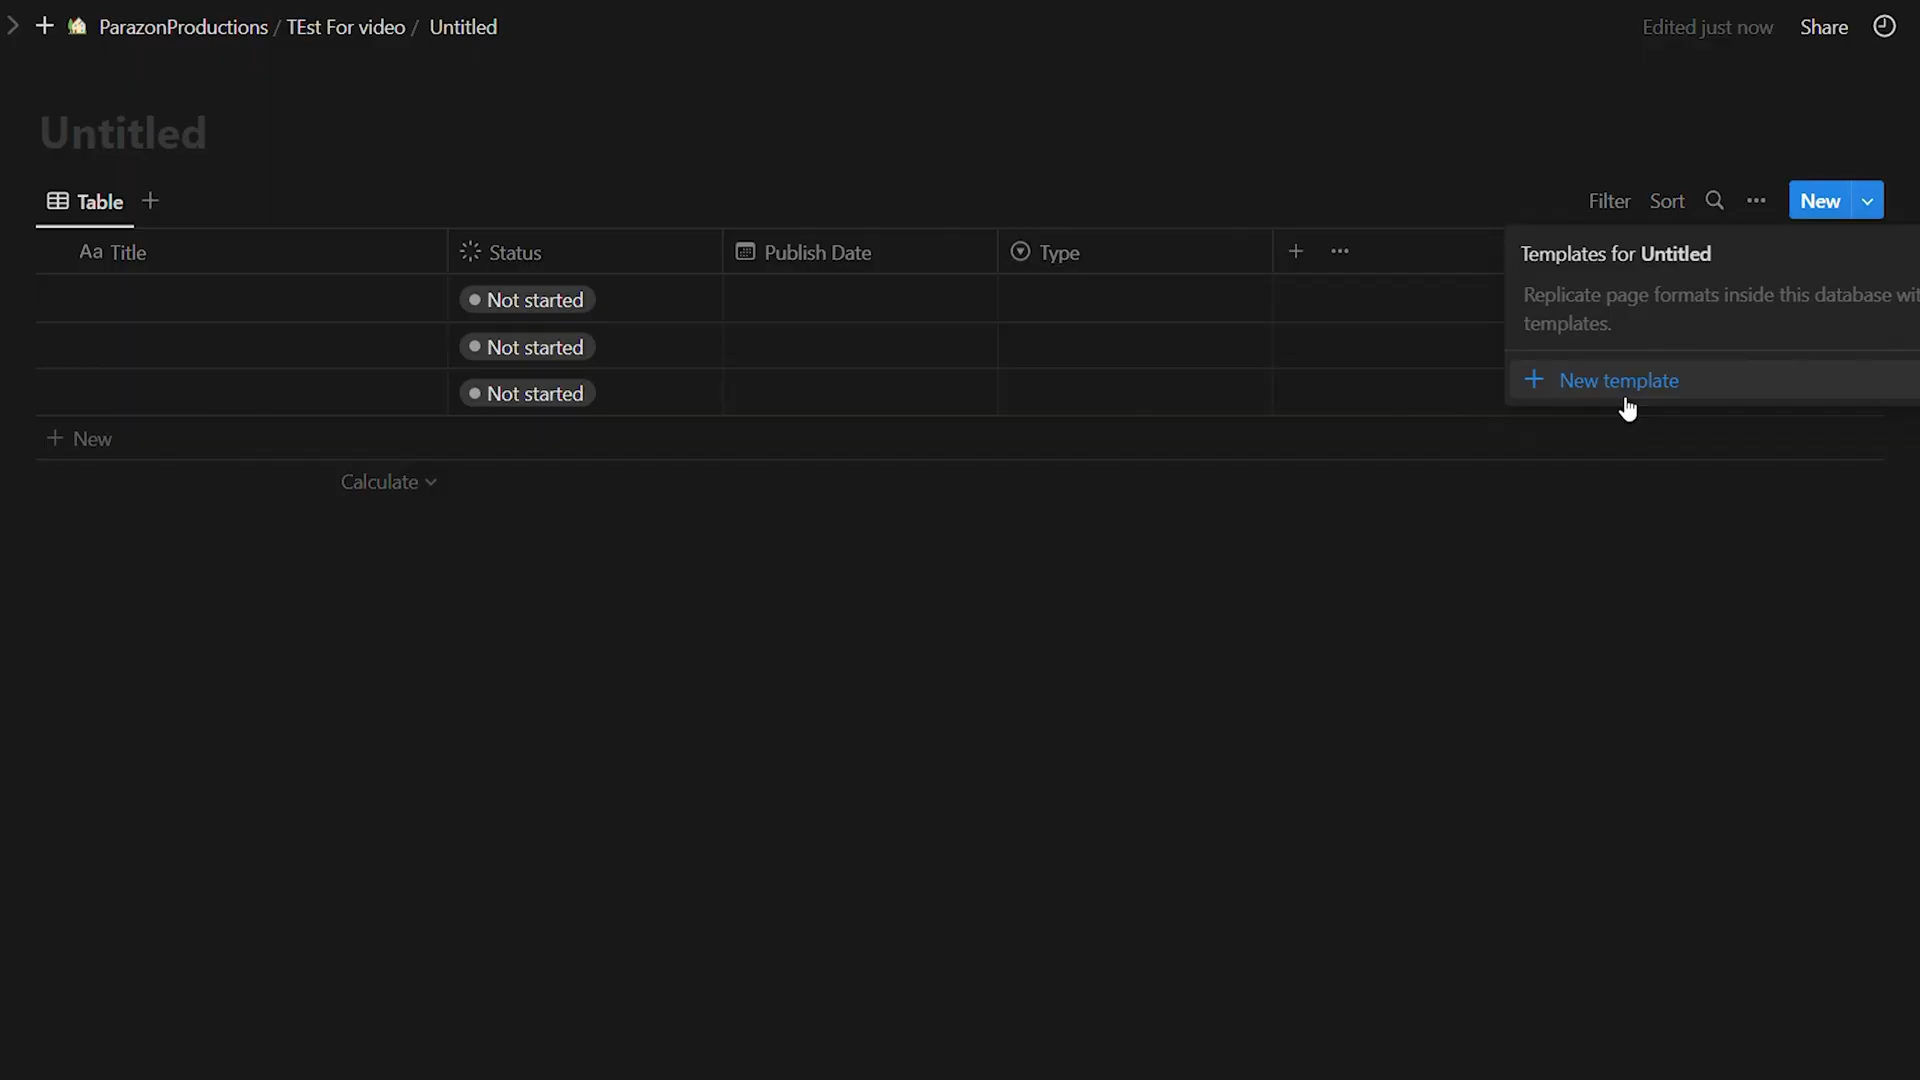 ParazonProductions / TEst For video / Untitled
Edited just now Share
Untitled
Table
Filter Sort New
Aa Title Status Publish Date Type
Templates for Untitled
Replicate page formats inside this database wit
templates.
Not started
Not started
Not started
New template
+ New
Calculate